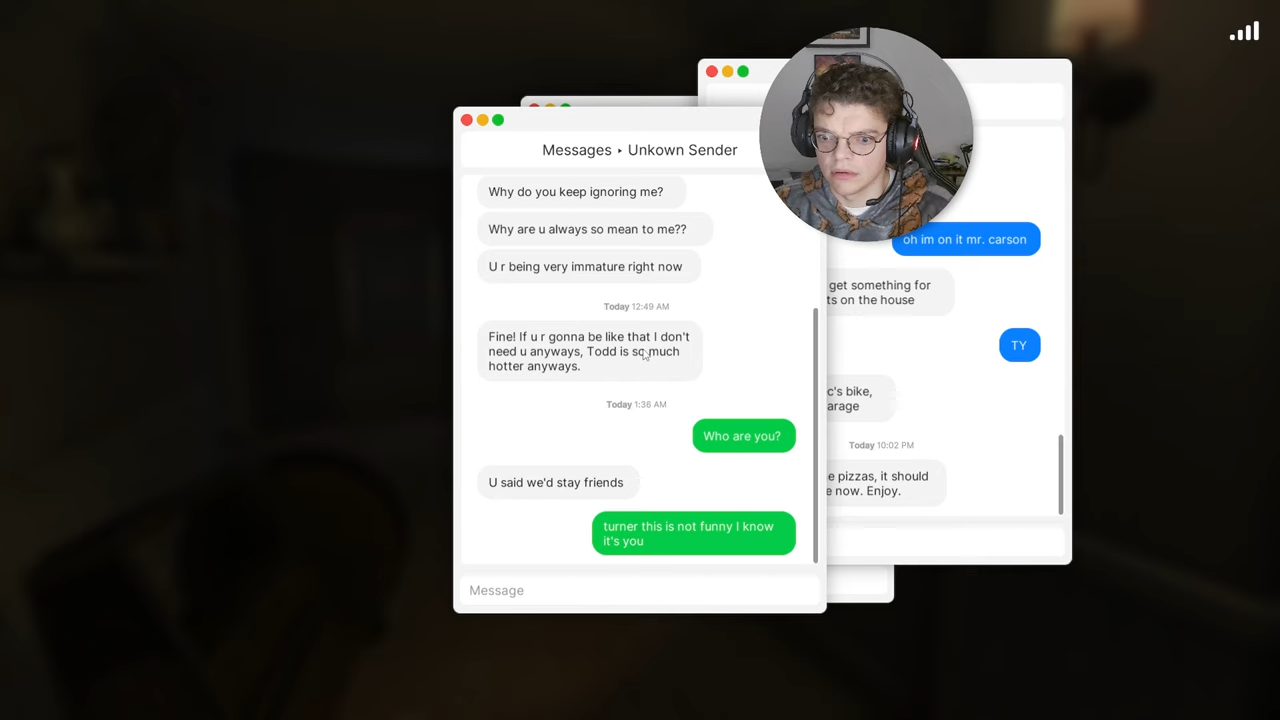 Messages ▸ Unkown Sender
Why do you keep ignoring me?
Why are u always so mean to me??
U r being very immature right now
Today 12:49 AM
Fine! If u r gonna be like that I don't
need u anyways, Todd is so much
hotter anyways.
Today 1:36 AM
Who are you?
U said we'd stay friends
turner this is not funny I know
it's you
Message
oh im on it mr. carson
get something for
ts on the house
TY
c's bike,
arage
Today 10:02 PM
e pizzas, it should
e now. Enjoy.